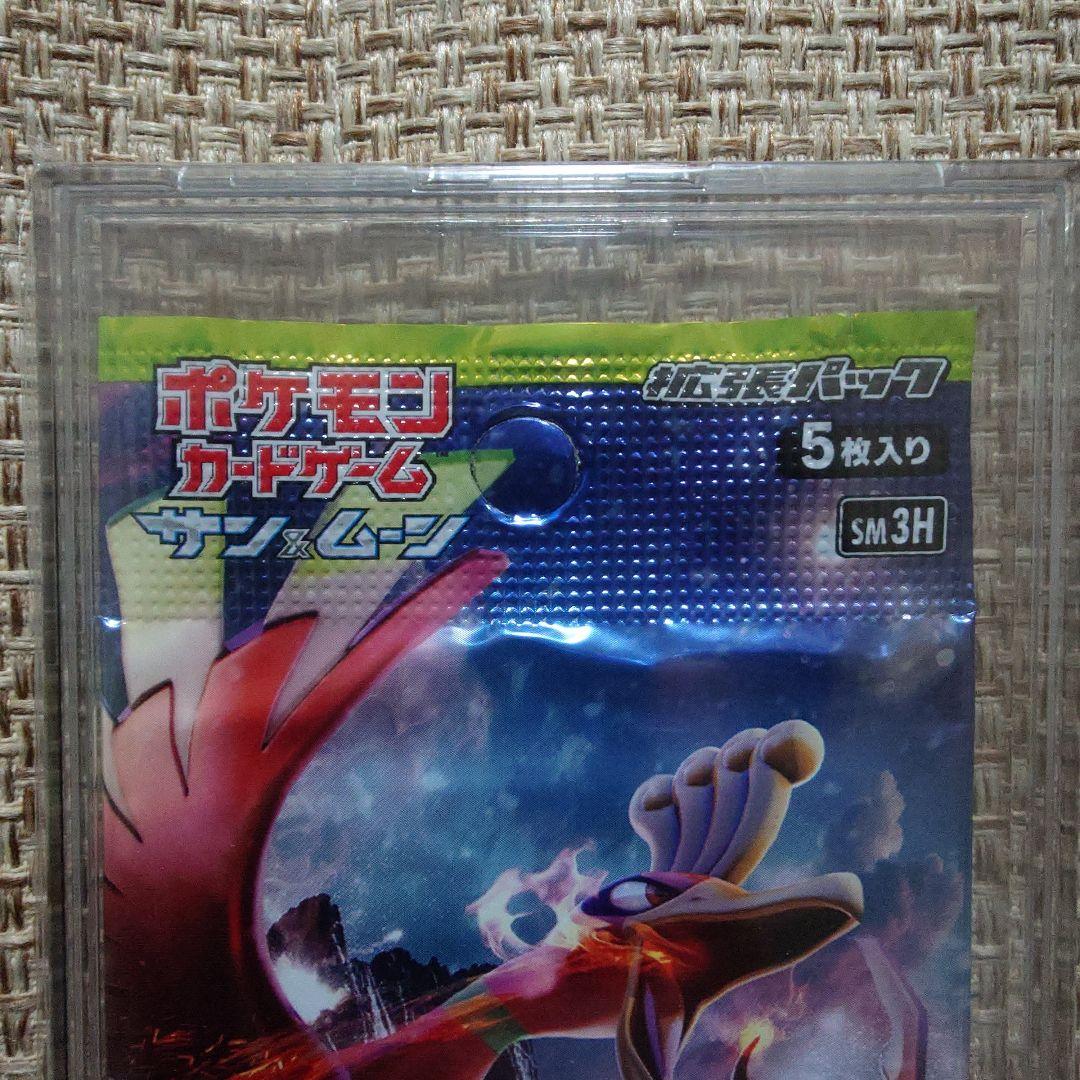 ポケモン
カードゲーム
サン&ムーン
拡張パック
5枚入り
SM3H